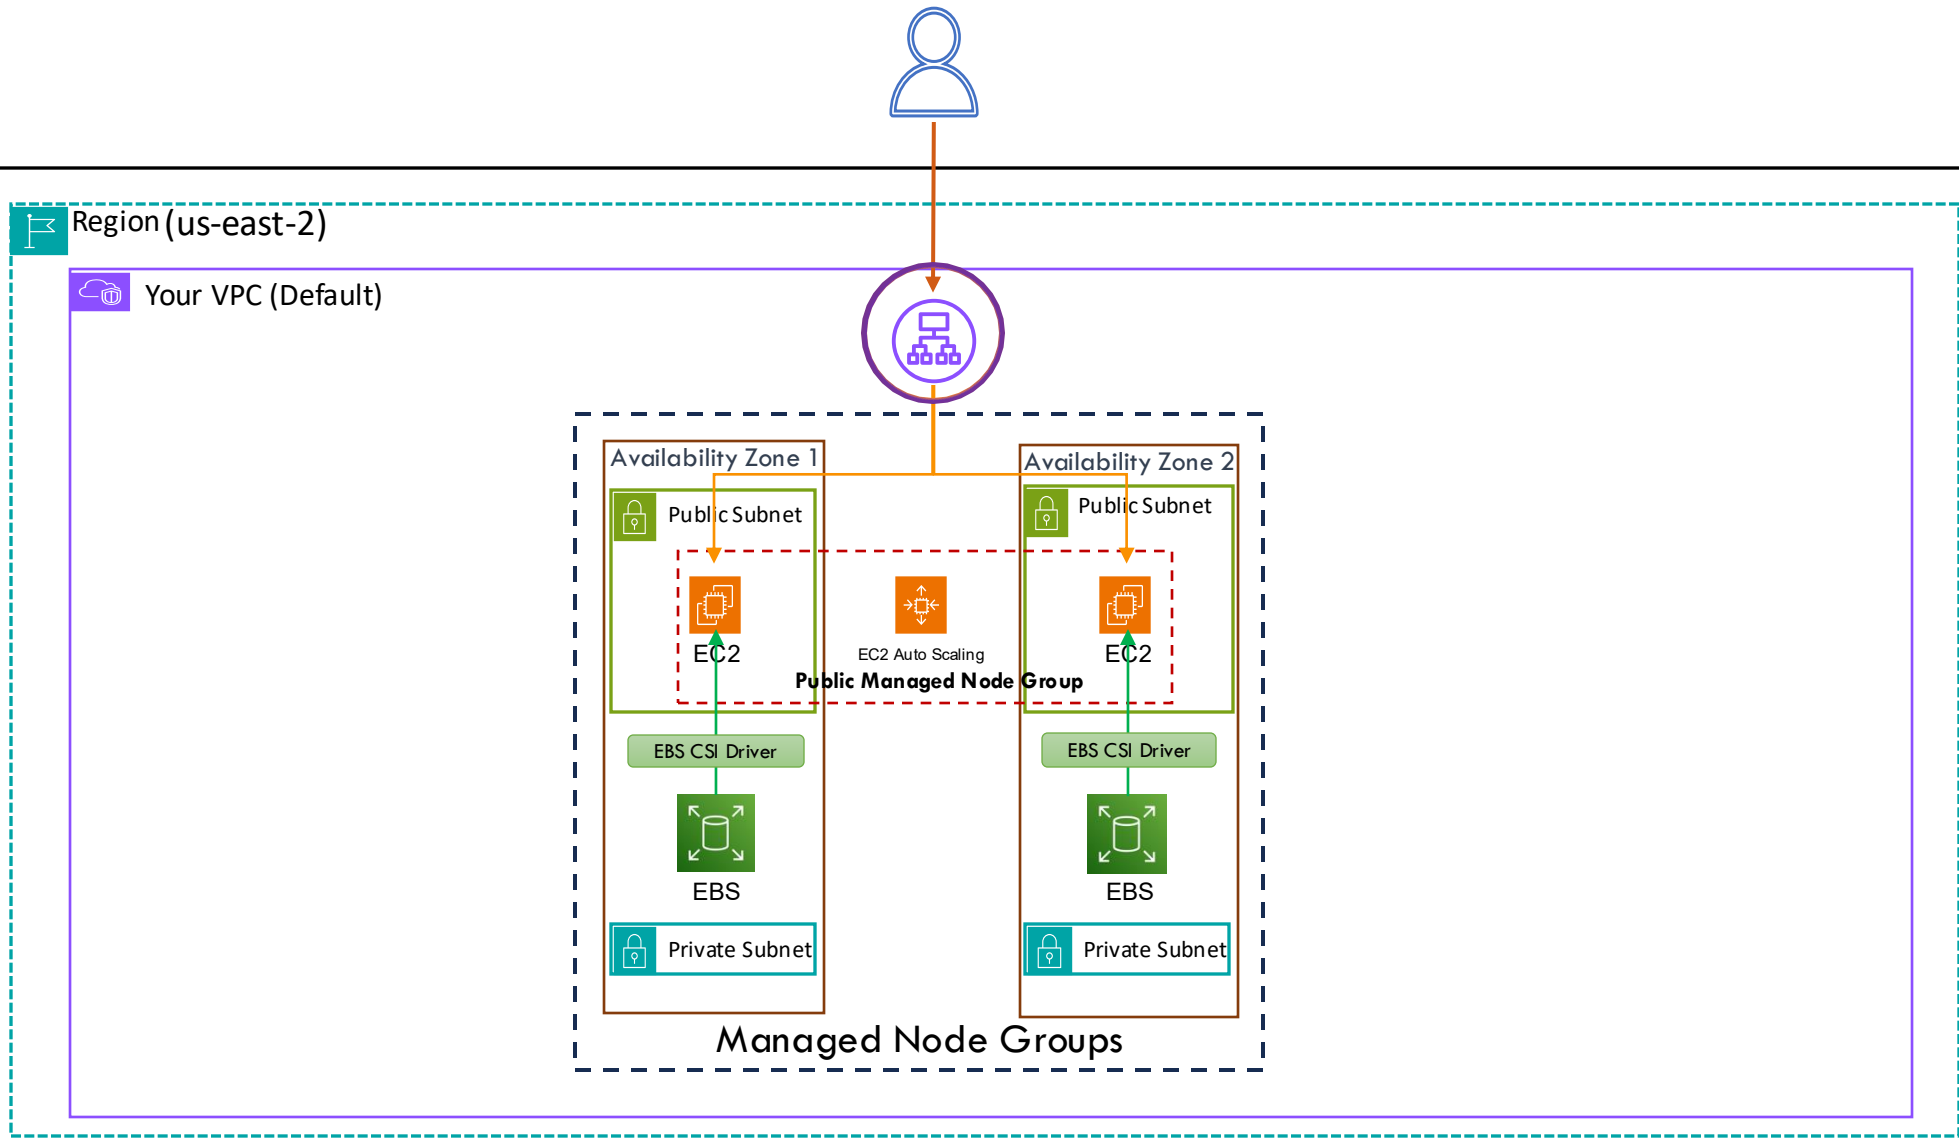 Region (us-east-2)
Your VPC (Default)
Availability Zone 1
Availability Zone 2
Public Subnet
Public Subnet
EC2
EC2 Auto Scaling
EC2
Public Managed Node Group
EBS CSI Driver
EBS CSI Driver
EBS
EBS
Private Subnet
Private Subnet
Managed Node Groups